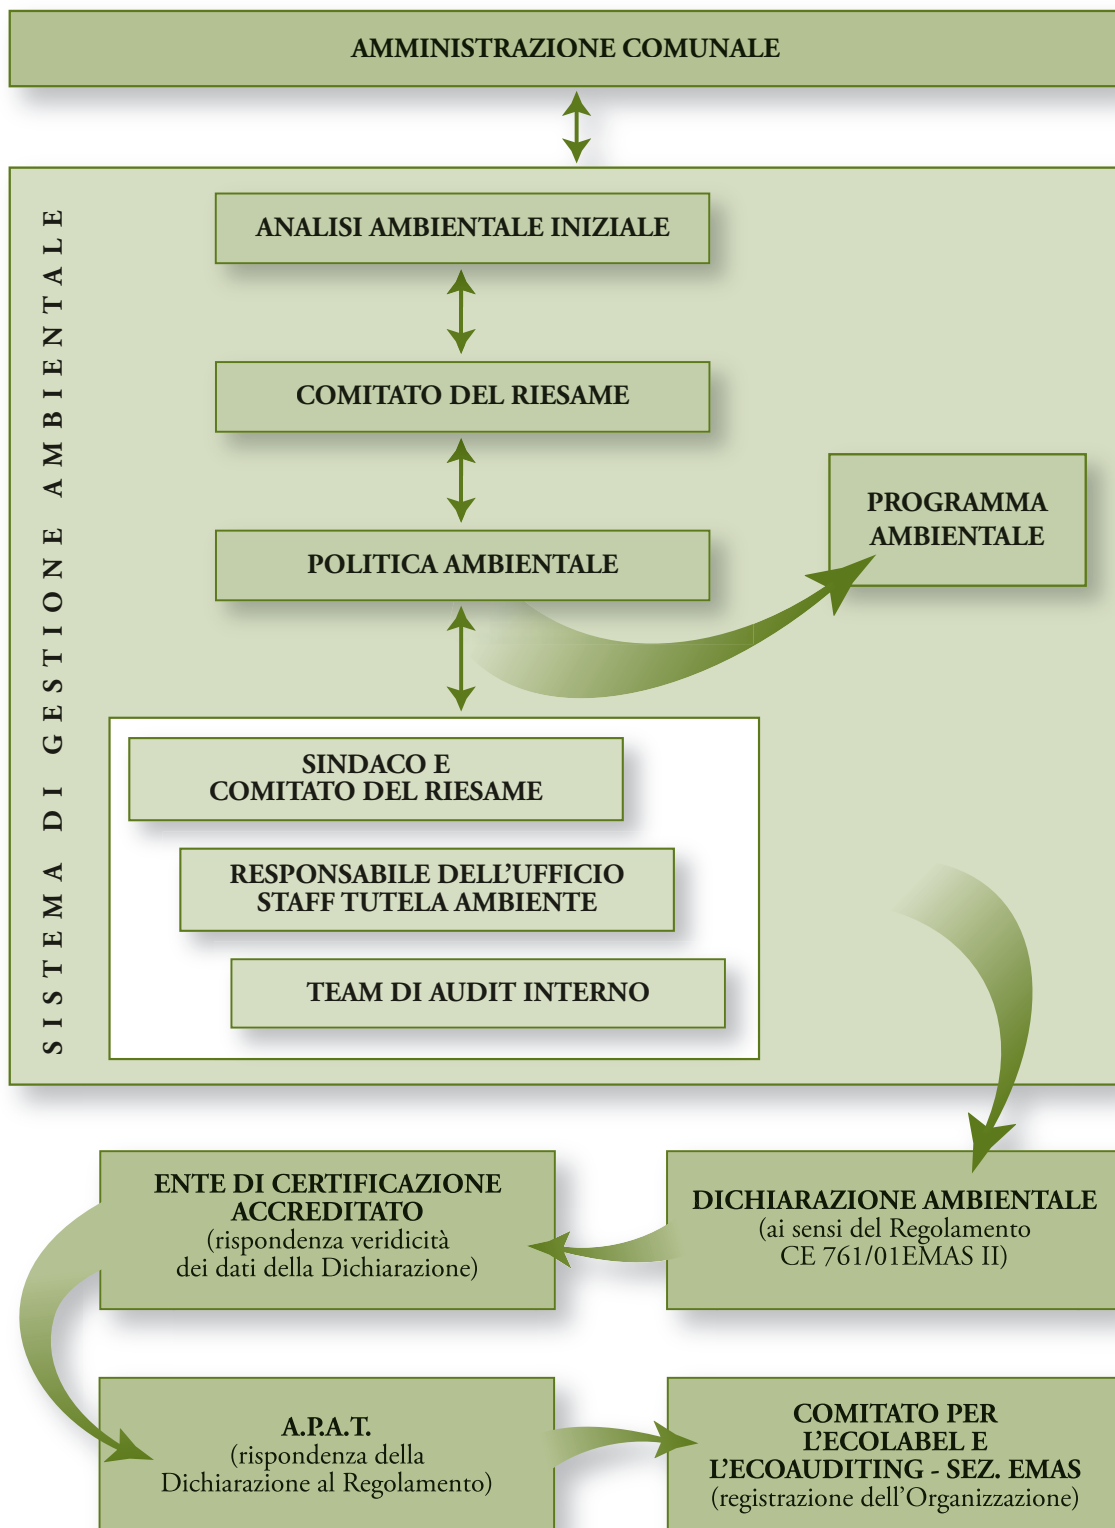 AMMINISTRAZIONE COMUNALE
SISTEMA DI GESTIONE AMBIENTALE
ANALISI AMBIENTALE INIZIALE
COMITATO DEL RIESAME
POLITICA AMBIENTALE
PROGRAMMA
AMBIENTALE
SINDACO E
COMITATO DEL RIESAME
RESPONSABILE DELL'UFFICIO
STAFF TUTELA AMBIENTE
TEAM DI AUDIT INTERNO
ENTE DI CERTIFICAZIONE
ACCREDITATO
(rispondenza veridicità
dei dati della Dichiarazione)
DICHIARAZIONE AMBIENTALE
(ai sensi del Regolamento
CE 761/01EMAS II)
A.P.A.T.
(rispondenza della
Dichiarazione al Regolamento)
COMITATO PER
L'ECOLABEL E
L'ECOAUDITING - SEZ. EMAS
(registrazione dell'Organizzazione)